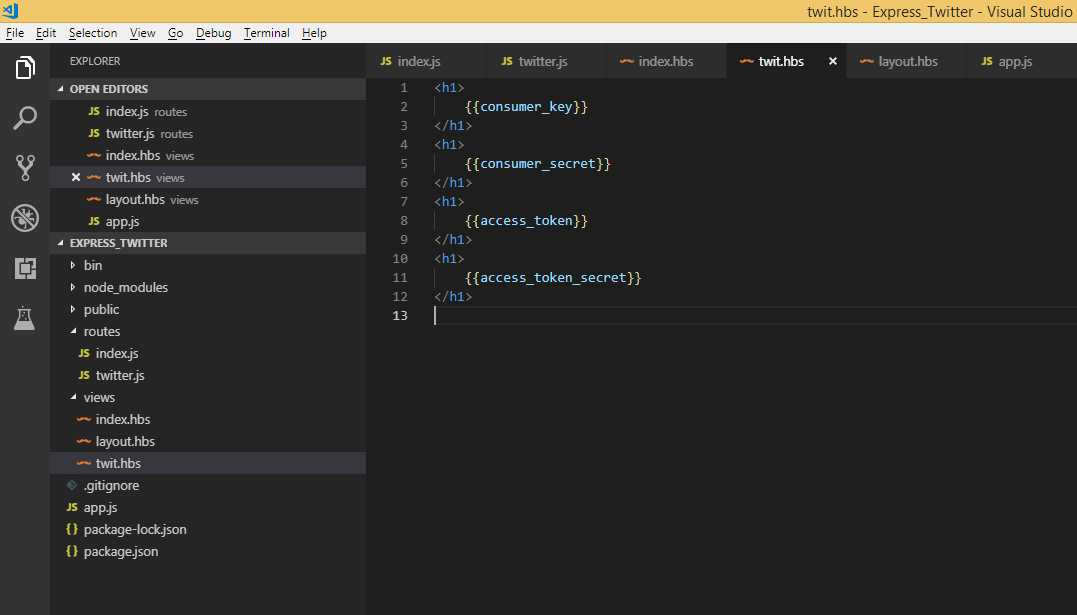 twit.hbs - Express_Twitter - Visual Studio
File Edit Selection View Go Debug Terminal Help
EXPLORER
OPEN EDITORS
JS index.js routes
JS twitter.js routes
index.hbs views
twit.hbs views
layout.hbs views
JS app.js
EXPRESS_TWITTER
bin
node_modules
public
routes
JS index.js
JS twitter.js
views
index.hbs
layout.hbs
twit.hbs
.gitignore
JS app.js
{} package-lock.json
{} package.json
JS index.js JS twitter.js index.hbs twit.hbs × layout.hbs JS app.js
1 <h1>
2 {{consumer_key}}
3 </h1>
4 <h1>
5 {{consumer_secret}}
6 </h1>
7 <h1>
8 {{access_token}}
9 </h1>
10 <h1>
11 {{access_token_secret}}
12 </h1>
13